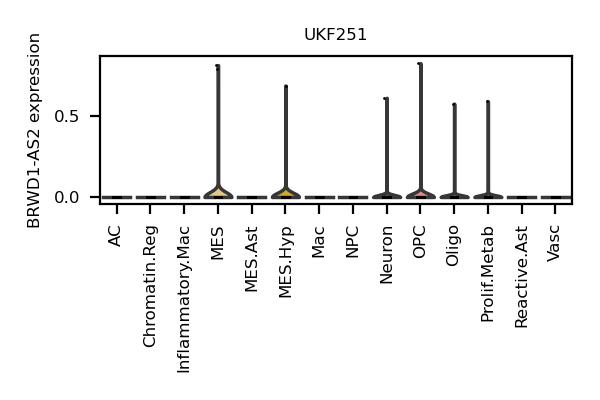 UKF251
BRWD1-AS2 expression
0.5
0.0
AC
Chromatin.Reg
Inflammatory.Mac
MES
MES.Ast
MES.Hyp
Mac
NPC
Neuron
OPC
Oligo
Prolif.Metab
Reactive.Ast
Vasc